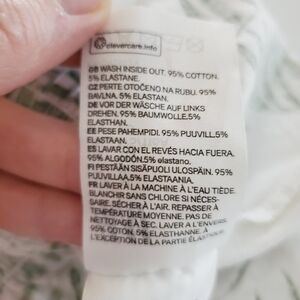 clevercare.info
GB WASH INSIDE OUT. 95% COTTON.
5% ELASTANE.
CZ PERTE OTOČENO NA RUBU. 95%
BAVLNA. 5% ELASTAN.
DE VOR DER WÄSCHE AUF LINKS
DREHEN. 95% BAUMWOLLE,5%
ELASTHAN.
EE PESE PAHEMPIDI. 95% PUUVILL,5%
ELASTAAN.
ES LAVAR CON EL REVÉS HACIA FUERA.
95% ALGODÓN,5% elastano.
FI PESTÄÄN SISÄPUOLI ULOSPÄIN. 95%
PUUVILLAA,5% ELASTAANIA.
FR LAVER À LA MACHINE À L'EAU TIÈDE.
BLANCHIR SANS CHLORE SI NÉCES-
SAIRE. SÉCHER À L'AIR. REPASSER À
TEMPÉRATURE MOYENNE. PAS DE
NETTOYAGE À SEC. LAVER À L'ENVERS.
95% COTON. 5% ELASTHANNE. À
L'EXCEPTION DE LA PARTIE ÉLASTIQUE